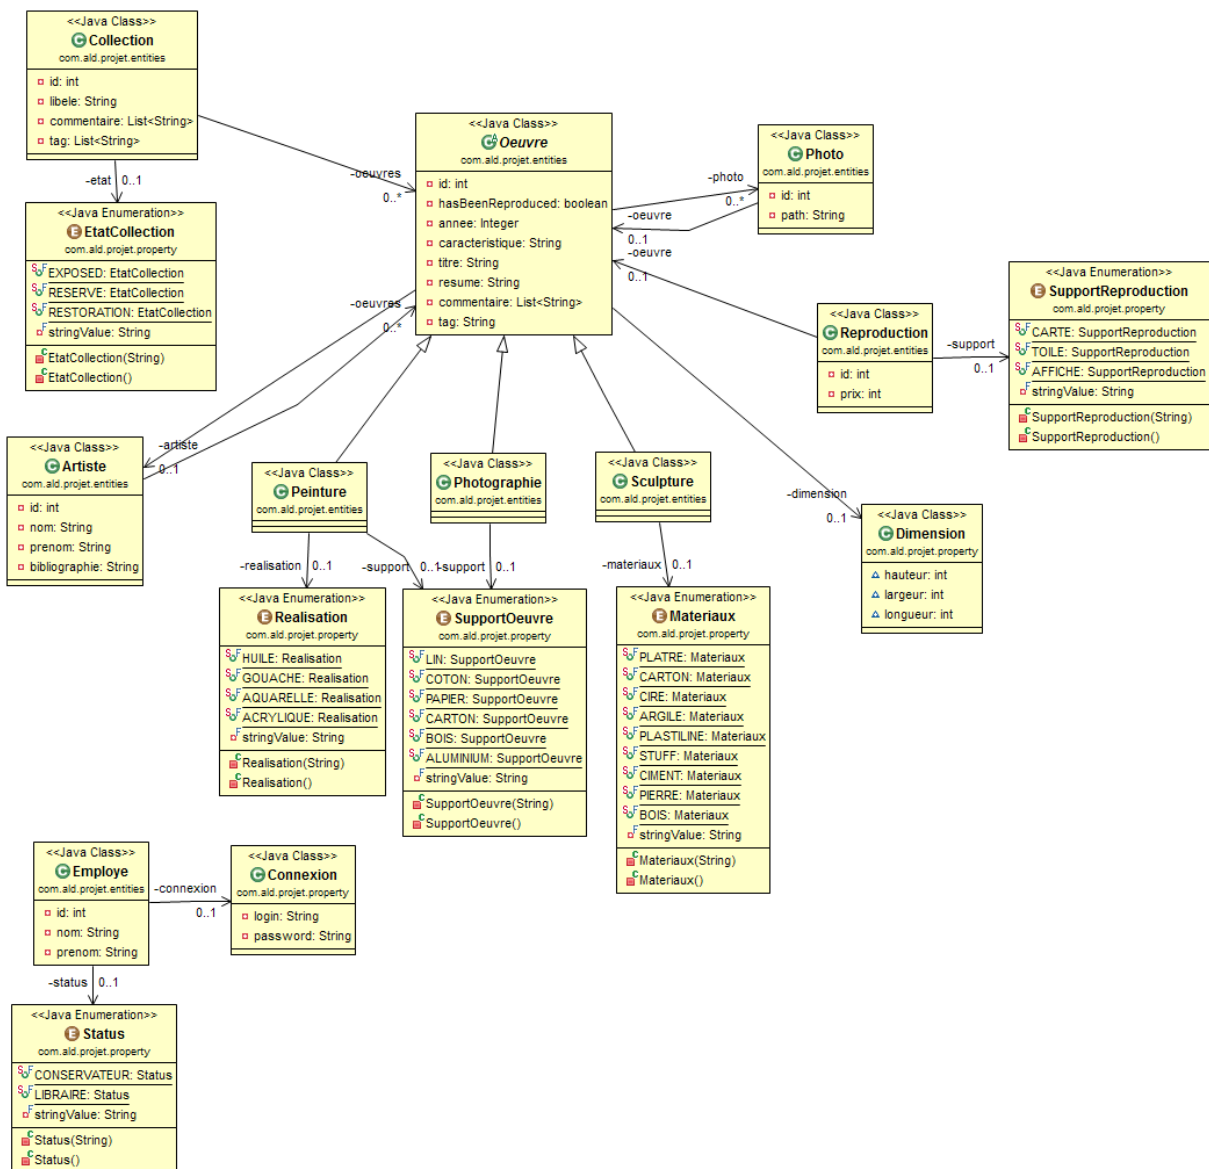 <<Java Class>>
Collection
com.ald.projet.entities
id: int
libele: String
commentaire: List<String>
tag: List<String>
-etat 0..1
-oeuvres
0..*
<<Java Enumeration>>
EtatCollection
com.ald.projet.property
EXPOSED: EtatCollection
RESERVE: EtatCollection
RESTORATION: EtatCollection
stringValue: String
EtatCollection(String)
EtatCollection()
<<Java Class>>
Oeuvre
com.ald.projet.entities
id: int
hasBeenReproduced: boolean
annee: Integer
caracteristique: String
titre: String
resume: String
commentaire: List<String>
tag: String
-photo
0..*
-oeuvre
0..1
<<Java Class>>
Photo
com.ald.projet.entities
id: int
path: String
-oeuvre
0..1
<<Java Class>>
Reproduction
com.ald.projet.entities
id: int
prix: int
-support
0..1
<<Java Enumeration>>
SupportReproduction
com.ald.projet.property
CARTE: SupportReproduction
TOILE: SupportReproduction
AFFICHE: SupportReproduction
stringValue: String
SupportReproduction(String)
SupportReproduction()
-oeuvres
0..*
-artiste
0..1
<<Java Class>>
Artiste
com.ald.projet.entities
id: int
nom: String
prenom: String
bibliographie: String
<<Java Class>>
Peinture
com.ald.projet.entities
<<Java Class>>
Photographie
com.ald.projet.entities
<<Java Class>>
Sculpture
com.ald.projet.entities
-dimension
0..1
<<Java Class>>
Dimension
com.ald.projet.property
hauteur: int
largeur: int
longueur: int
-realisation 0..1
-support 0..1
-support 0..1
-materiaux 0..1
<<Java Enumeration>>
Realisation
com.ald.projet.property
HUILE: Realisation
GOUACHE: Realisation
AQUARELLE: Realisation
ACRYLIQUE: Realisation
stringValue: String
Realisation(String)
Realisation()
<<Java Enumeration>>
SupportOeuvre
com.ald.projet.property
LIN: SupportOeuvre
COTON: SupportOeuvre
PAPIER: SupportOeuvre
CARTON: SupportOeuvre
BOIS: SupportOeuvre
ALUMINIUM: SupportOeuvre
stringValue: String
SupportOeuvre(String)
SupportOeuvre()
<<Java Enumeration>>
Materiaux
com.ald.projet.property
PLATRE: Materiaux
CARTON: Materiaux
CIRE: Materiaux
ARGILE: Materiaux
PLASTILINE: Materiaux
STUFF: Materiaux
CIMENT: Materiaux
PIERRE: Materiaux
BOIS: Materiaux
stringValue: String
Materiaux(String)
Materiaux()
<<Java Class>>
Employe
com.ald.projet.entities
id: int
nom: String
prenom: String
-connexion
0..1
<<Java Class>>
Connexion
com.ald.projet.property
login: String
password: String
-status 0..1
<<Java Enumeration>>
Status
com.ald.projet.property
CONSERVATEUR: Status
LIBRAIRE: Status
stringValue: String
Status(String)
Status()